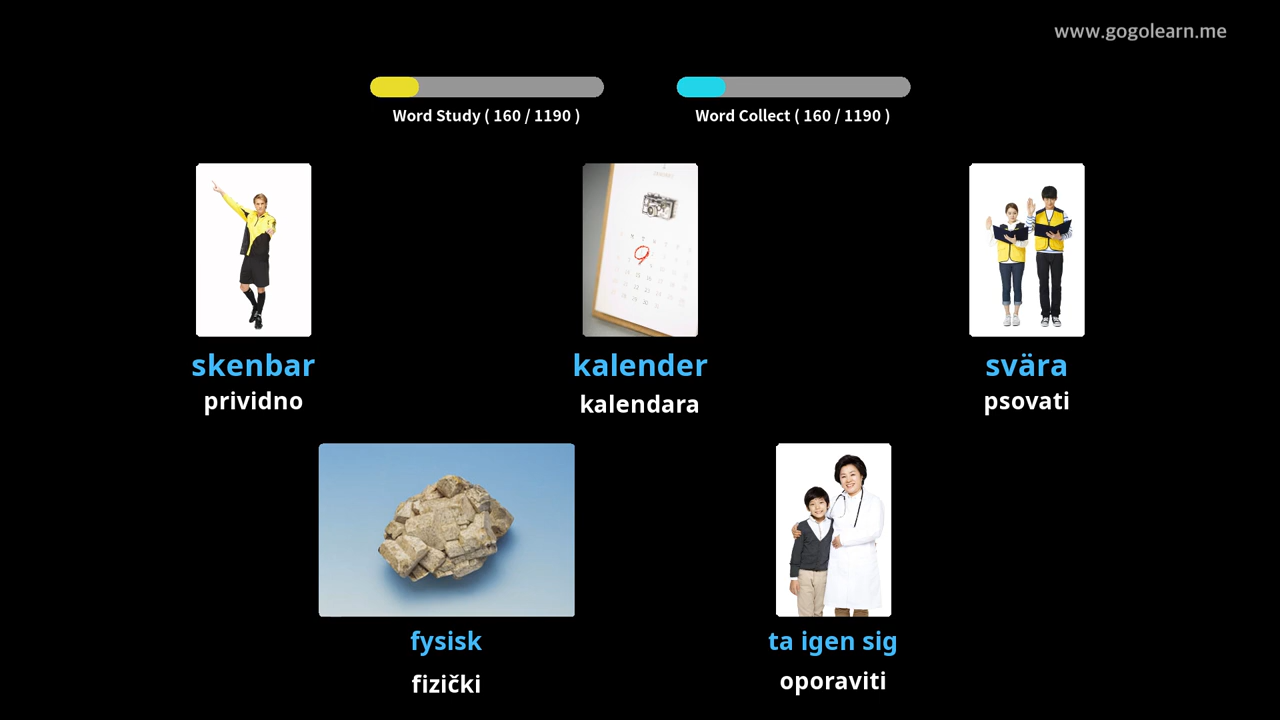 www.gogolearn.me
Word Study ( 160 / 1190 )
Word Collect ( 160 / 1190 )
skenbar
prividno
kalender
kalendara
svära
psovati
fysisk
fizički
ta igen sig
oporaviti